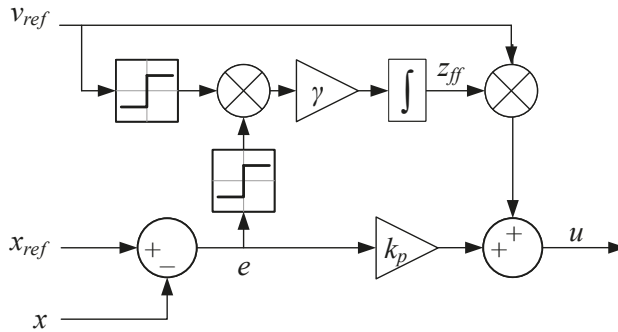 v_ref
γ
∫
z_ff
x_ref
+
−
e
k_p
+
+
u
x